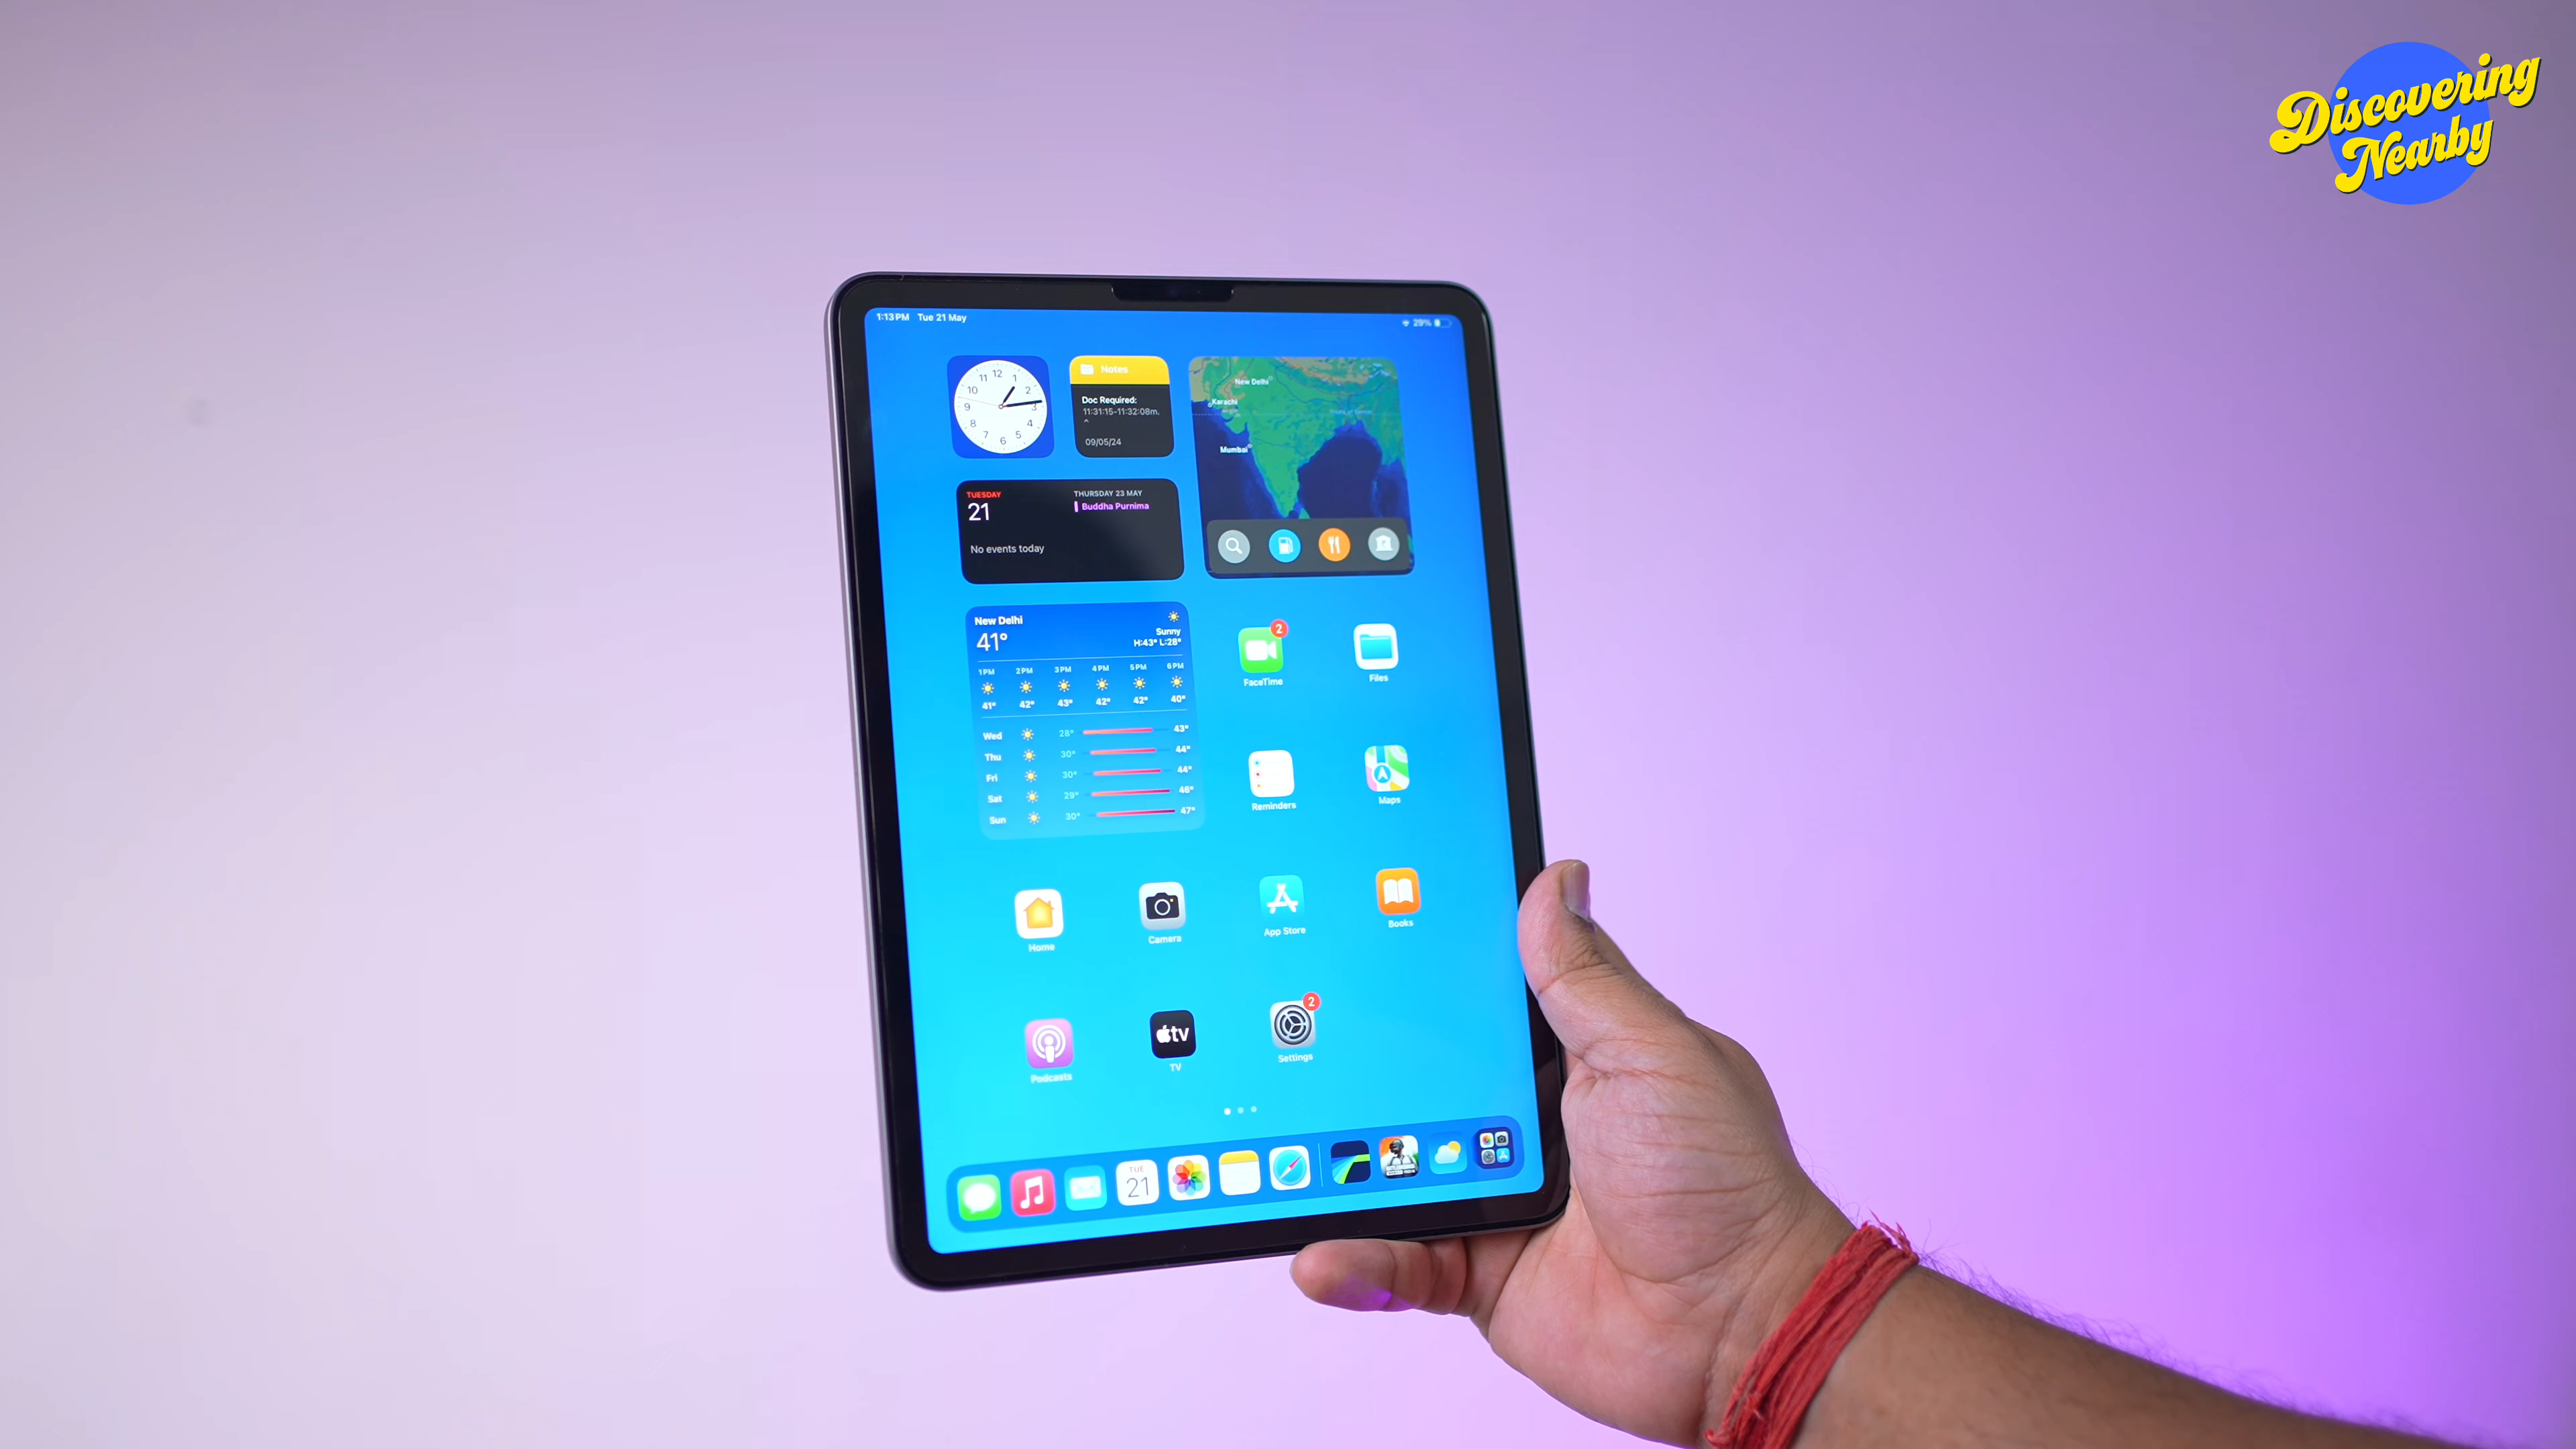 Discovering
Nearby
1:13 PM Tue 21 May
29%
12
11 1
10 2
9 3
8 4
7 5
6
Notes
Doc Required:
11:31:15-11:32:08m.
^
09/05/24
New Delhi
Karachi
Mumbai
TUESDAY
21
No events today
THURSDAY 23 MAY
Buddha Purnima
New Delhi
41°
Sunny
H:43° L:28°
1PM 2PM 3PM 4PM 5PM 6PM
41° 42° 43° 42° 42° 40°
Wed 28° 43°
Thu 30° 44°
Fri 30° 44°
Sat 29° 46°
Sun 30° 47°
2
FaceTime
Files
Reminders
Maps
Home
Camera
App Store
Books
tv
2
Podcasts
TV
Settings
TUE
21